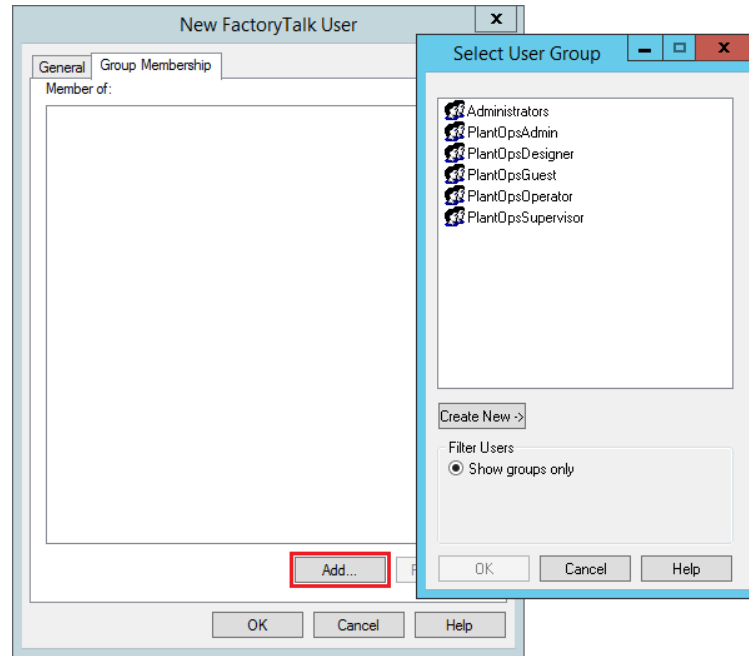 New FactoryTalk User
x
General
Group Membership
Member of:
Add...
OK
Cancel
Help
Select User Group
x
Administrators
PlantOpsAdmin
PlantOpsDesigner
PlantOpsGuest
PlantOpsOperator
PlantOpsSupervisor
Create New ->
Filter Users
Show groups only
OK
Cancel
Help